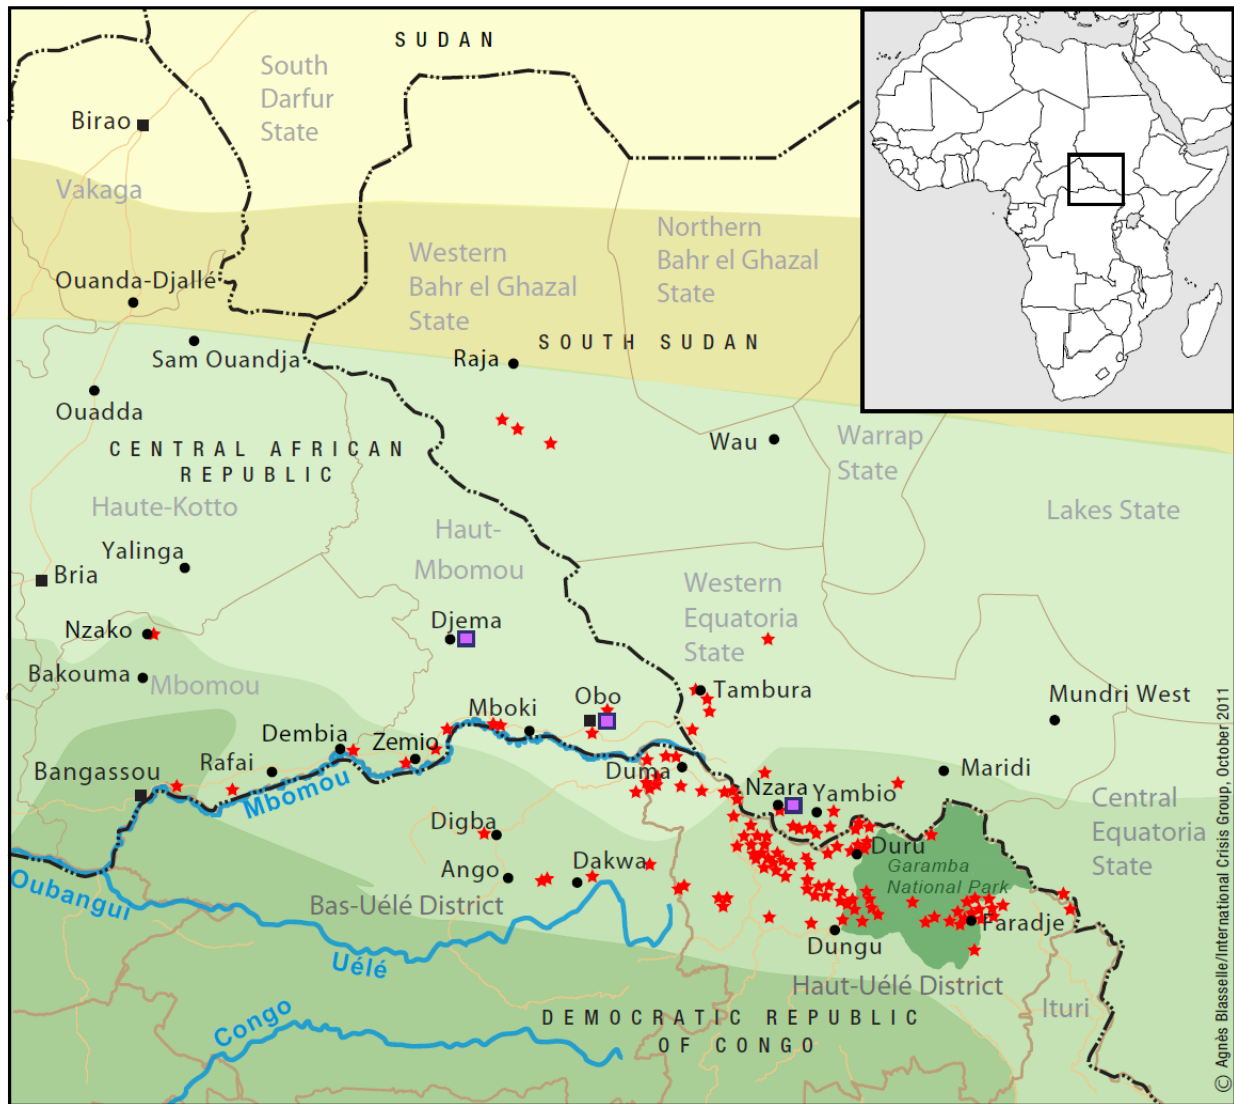 SUDAN
South
Darfur
State
Birao
Vakaga
Northern
Bahr el Ghazal
State
Western
Bahr el Ghazal
State
Ouanda-Djallé
SOUTH SUDAN
Sam Ouandja
Raja
Ouadda
CENTRAL AFRICAN
REPUBLIC
Wau
Warrap
State
Haute-Kotto
Lakes State
Haut-
Mbomou
Yalinga
Bria
Western
Equatoria
State
Nzako
Djema
Bakouma
Mbomou
Tambura
Mundri West
Obo
Mboki
Dembia
Zemio
Rafai
Bangassou
Mbomou
Duma
Maridi
Nzara
Yambio
Central
Equatoria
State
Digba
Duru
Garamba
National Park
Ango
Dakwa
Oubangui
Bas-Uélé District
Faradje
Dungu
Uélé
Haut-Uélé District
Ituri
Congo
DEMOCRATIC REPUBLIC
OF CONGO
© Agnès Blasselle/International Crisis Group, October 2011